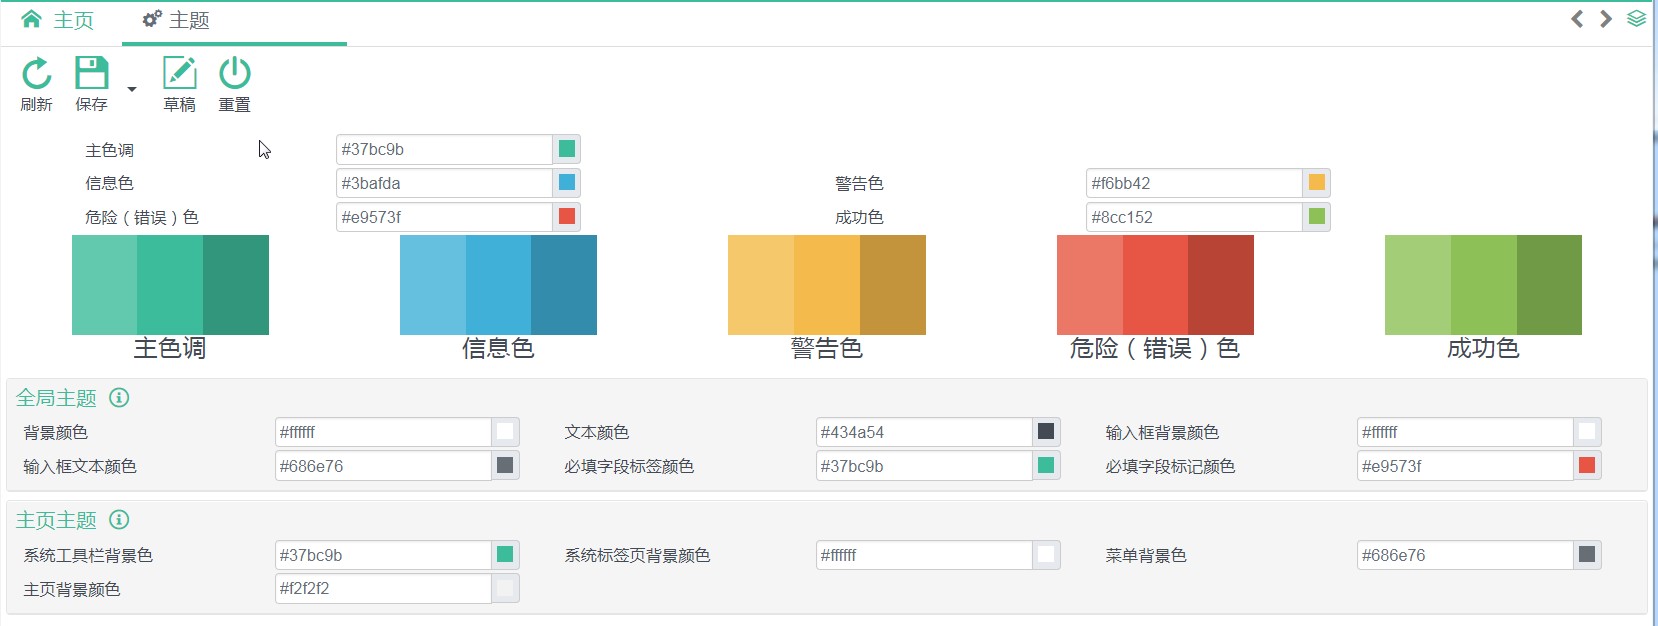 主页 主题
刷新 保存 草稿 重置
主色调 #37bc9b
信息色 #3bafda 警告色 #f6bb42
危险（错误）色 #e9573f 成功色 #8cc152
主色调 信息色 警告色 危险（错误）色 成功色
全局主题
背景颜色 #ffffff 文本颜色 #434a54 输入框背景颜色 #ffffff
输入框文本颜色 #686e76 必填字段标签颜色 #37bc9b 必填字段标记颜色 #e9573f
主页主题
系统工具栏背景色 #37bc9b 系统标签页背景颜色 #ffffff 菜单背景色 #686e76
主页背景颜色 #f2f2f2